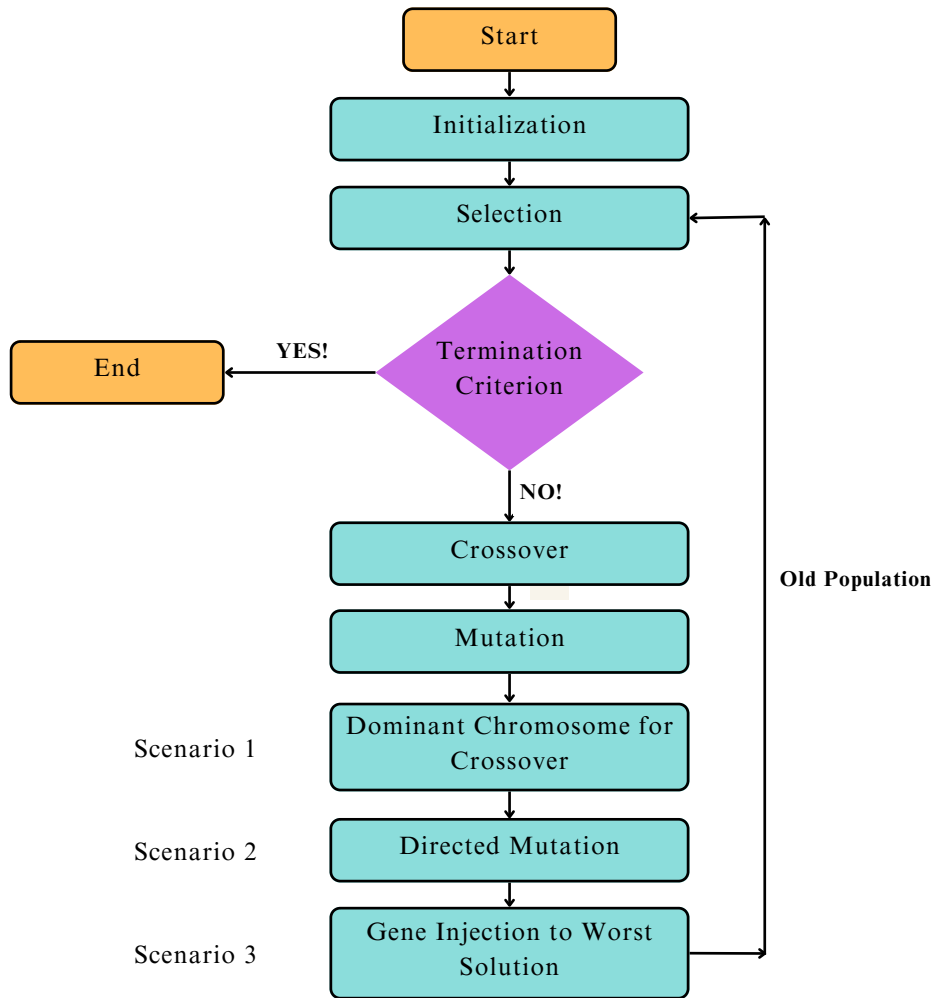 Start
Initialization
Selection
Termination
Criterion
YES!
End
NO!
Crossover
Old Population
Mutation
Scenario 1
Dominant Chromosome for
Crossover
Scenario 2
Directed Mutation
Scenario 3
Gene Injection to Worst
Solution